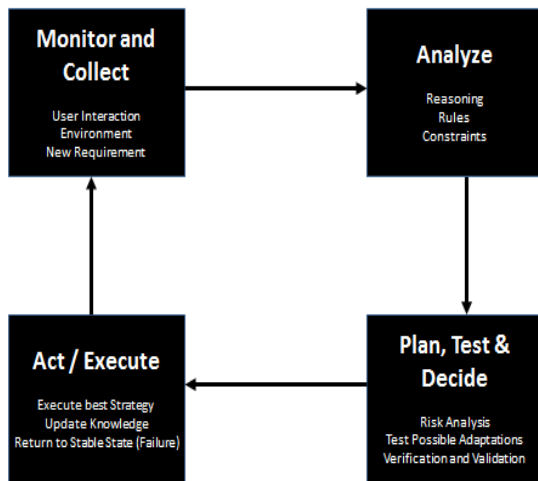 Monitor and
Collect
User Interaction
Environment
New Requirement
Analyze
Reasoning
Rules
Constraints
Act / Execute
Execute best Strategy
Update Knowledge
Return to Stable State (Failure)
Plan, Test &
Decide
Risk Analysis
Test Possible Adaptations
Verification and Validation